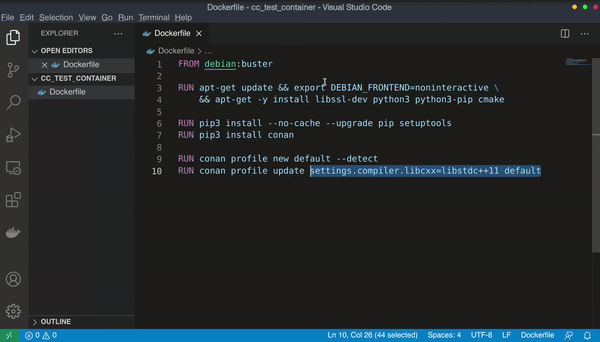 Dockerfile - cc_test_container - Visual Studio Code
File Edit Selection View Go Run Terminal Help
EXPLORER ...
OPEN EDITORS
Dockerfile
CC_TEST_CONTAINER
Dockerfile
OUTLINE
Dockerfile
Dockerfile > ...
1 FROM debian:buster
2
3 RUN apt-get update && export DEBIAN_FRONTEND=noninteractive \
4 && apt-get -y install libssl-dev python3 python3-pip cmake
5
6 RUN pip3 install --no-cache --upgrade pip setuptools
7 RUN pip3 install conan
8
9 RUN conan profile new default --detect
10 RUN conan profile update settings.compiler.libcxx=libstdc++11 default
0 0 Ln 10, Col 26 (44 selected) Spaces: 4 UTF-8 LF Dockerfile